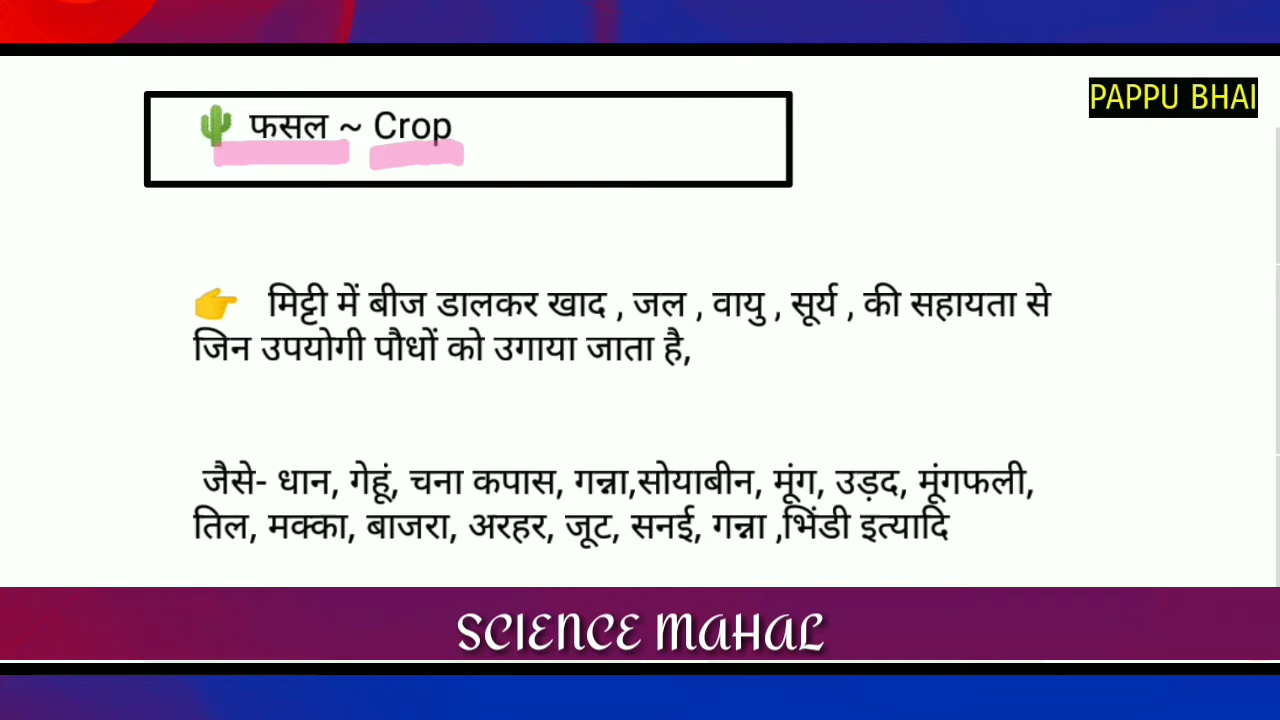 PAPPU BHAI
🌵 फसल ~ Crop
👉 मिट्टी में बीज डालकर खाद , जल , वायु , सूर्य , की सहायता से
जिन उपयोगी पौधों को उगाया जाता है,
जैसे- धान, गेहूं, चना कपास, गन्ना,सोयाबीन, मूंग, उड़द, मूंगफली,
तिल, मक्का, बाजरा, अरहर, जूट, सनई, गन्ना ,भिंडी इत्यादि
SCIENCE MAHAL